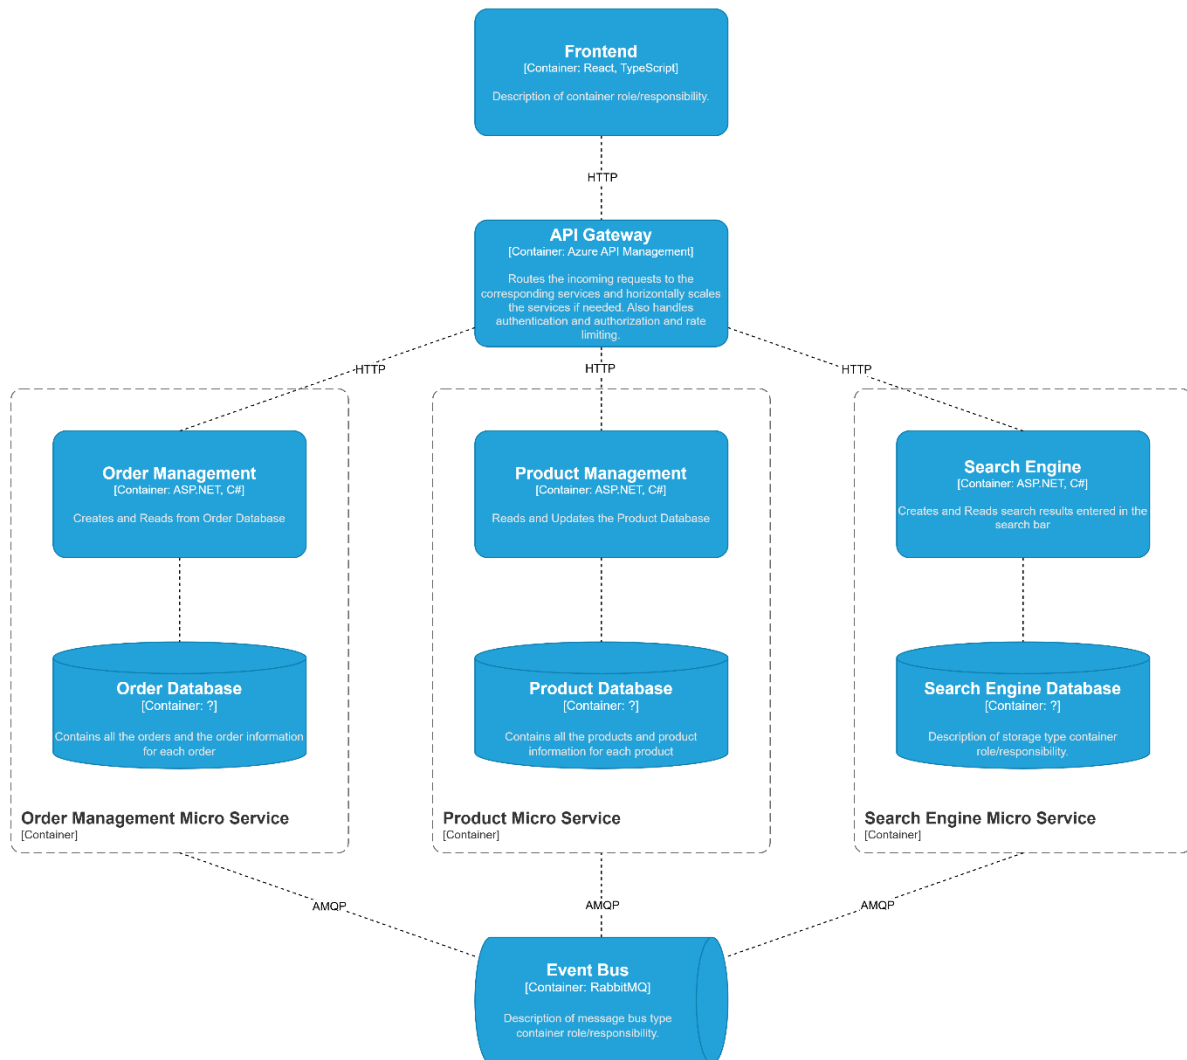 Frontend
[Container: React, TypeScript]
Description of container role/responsibility.
HTTP
API Gateway
[Container: Azure API Management]
Routes the incoming requests to the
corresponding services and horizontally scales
the services if needed. Also handles
authentication and authorization and rate
limiting.
HTTP
HTTP
HTTP
Order Management
[Container: ASP.NET, C#]
Creates and Reads from Order Database
Product Management
[Container: ASP.NET, C#]
Reads and Updates the Product Database
Search Engine
[Container: ASP.NET, C#]
Creates and Reads search results entered in the
search bar
Order Database
[Container: ?]
Contains all the orders and the order information
for each order
Product Database
[Container: ?]
Contains all the products and product
information for each product
Search Engine Database
[Container: ?]
Description of storage type container
role/responsibility.
Order Management Micro Service
[Container]
Product Micro Service
[Container]
Search Engine Micro Service
[Container]
AMQP
AMQP
AMQP
Event Bus
[Container: RabbitMQ]
Description of message bus type
container role/responsibility.